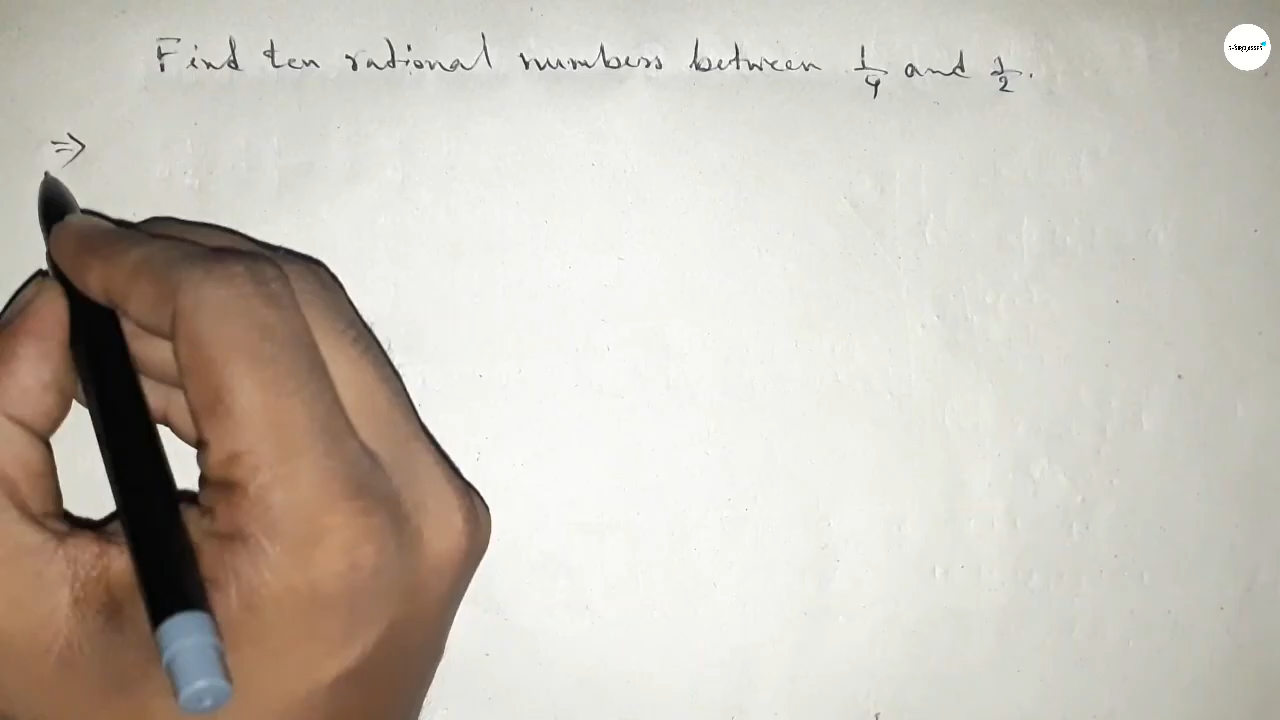 Find ten rational numbers between 1/4 and 1/2.
⇒